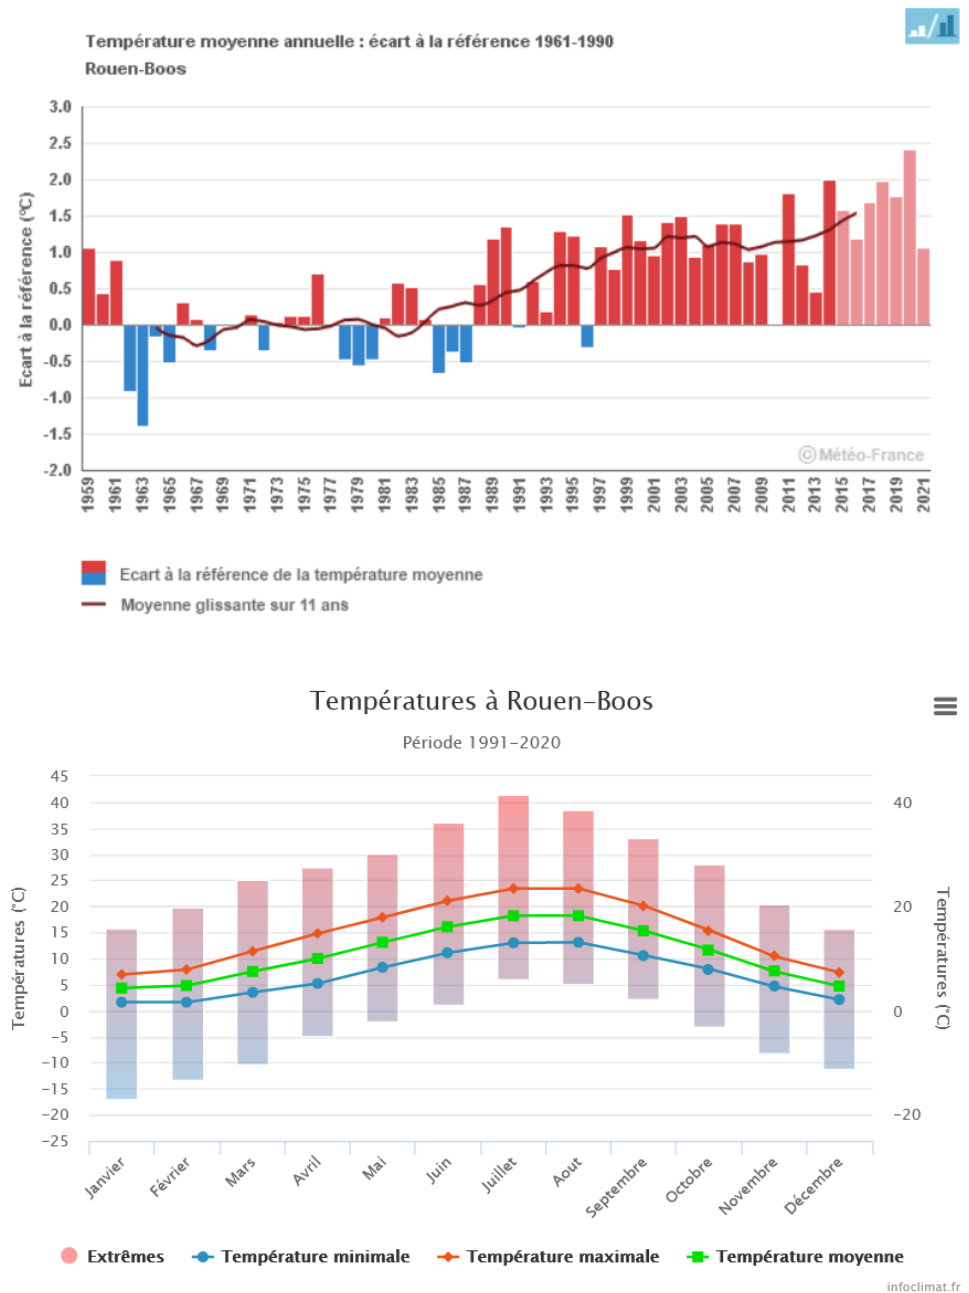 Température moyenne annuelle : écart à la référence 1961-1990
Rouen-Boos
Ecart à la référence (°C)
3.0
2.5
2.0
1.5
1.0
0.5
0.0
-0.5
-1.0
-1.5
-2.0
©Météo-France
1959 1961 1963 1965 1967 1969 1971 1973 1975 1977 1979 1981 1983 1985 1987 1989 1991 1993 1995 1997 1999 2001 2003 2005 2007 2009 2011 2013 2015 2017 2019 2021
Ecart à la référence de la température moyenne
Moyenne glissante sur 11 ans
Températures à Rouen-Boos
Période 1991-2020
Températures (°C)
45
40
35
30
25
20
15
10
5
0
-5
-10
-15
-20
-25
40
20
0
-20
Températures (°C)
Janvier Février Mars Avril Mai Juin Juillet Aout Septembre Octobre Novembre Décembre
Extrêmes Température minimale Température maximale Température moyenne
infoclimat.fr